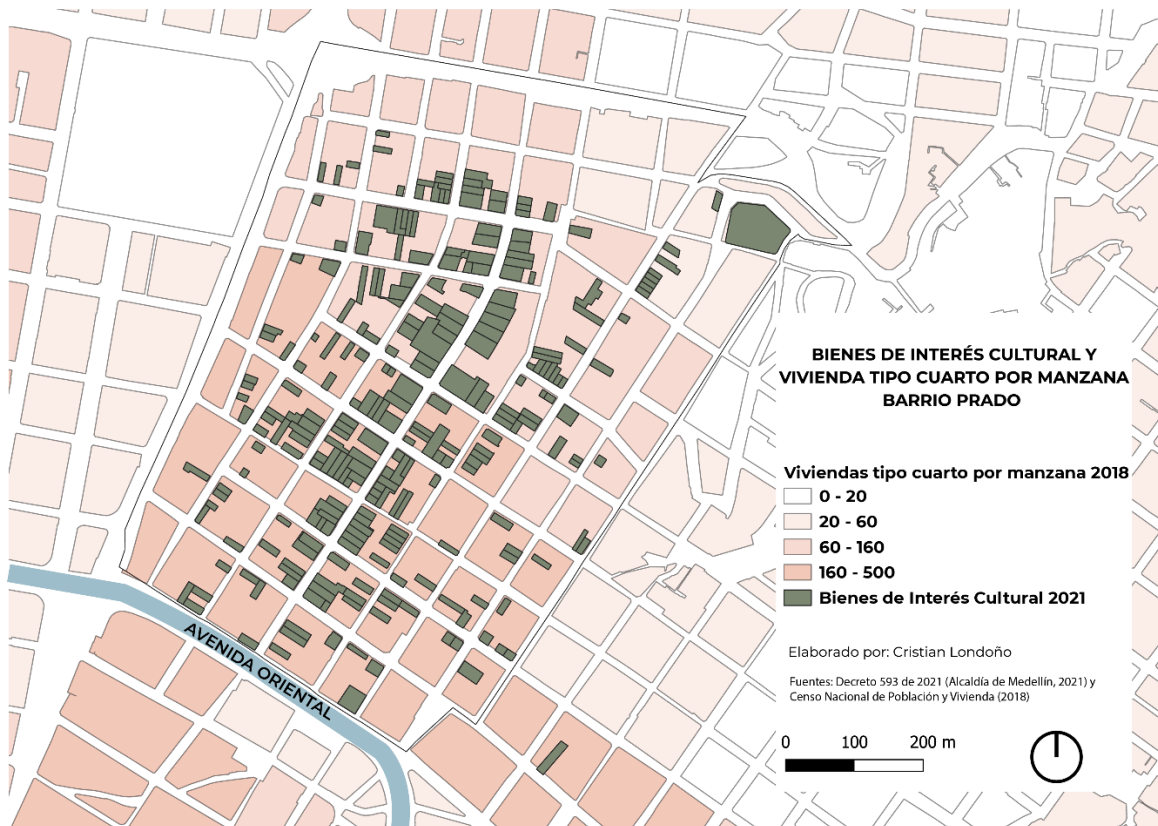 BIENES DE INTERÉS CULTURAL Y
VIVIENDA TIPO CUARTO POR MANZANA
BARRIO PRADO
Viviendas tipo cuarto por manzana 2018
0 - 20
20 - 60
60 - 160
160 - 500
Bienes de Interés Cultural 2021
AVENIDA ORIENTAL
Elaborado por: Cristian Londoño
Fuentes: Decreto 593 de 2021 (Alcaldía de Medellín, 2021) y
Censo Nacional de Población y Vivienda (2018)
0 100 200 m